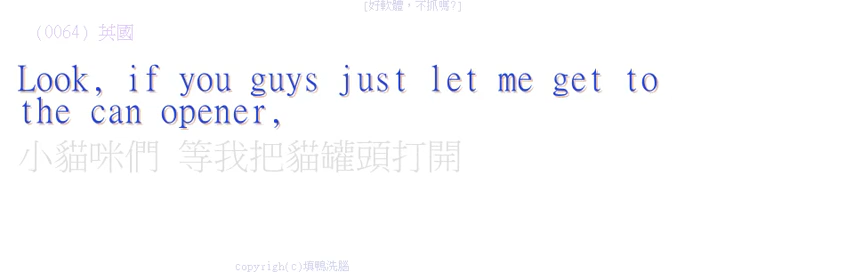 [好軟體，不抓嗎?]
(0064) 英國
Look, if you guys just let me get to
the can opener,
小貓咪們 等我把貓罐頭打開
copyrigh(c)填鴨洗腦